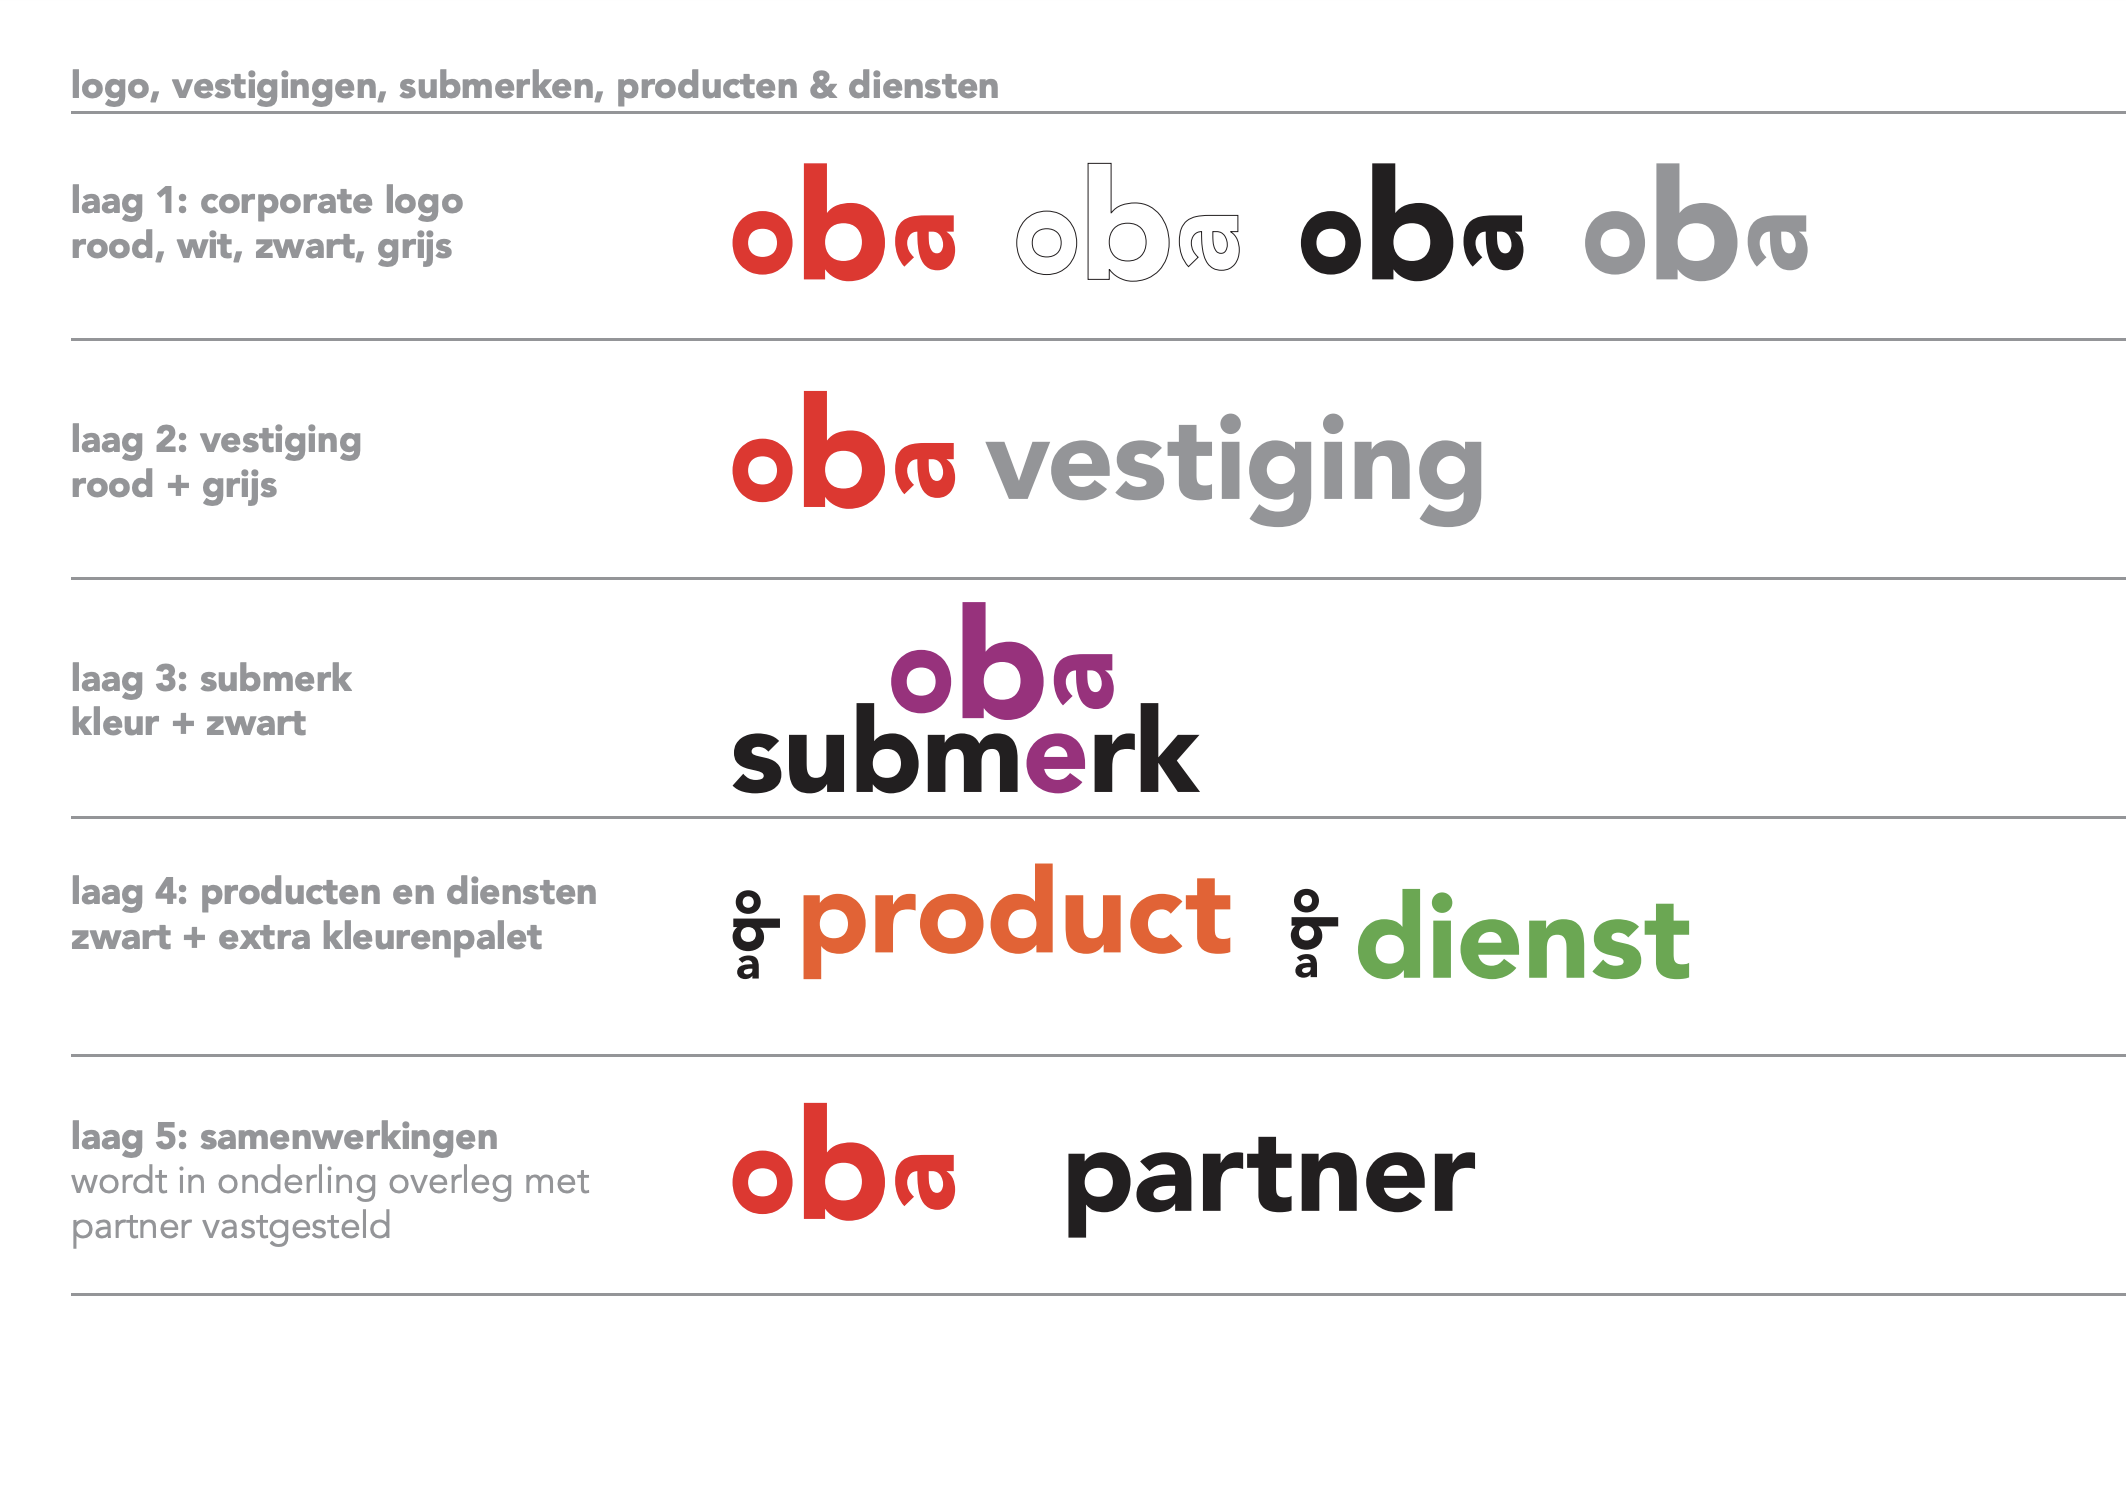 logo, vestigingen, submerken, producten & diensten
laag 1: corporate logo
rood, wit, zwart, grijs
oba oba oba oba
laag 2: vestiging
rood + grijs
oba vestiging
laag 3: submerk
kleur + zwart
oba
submerk
laag 4: producten en diensten
zwart + extra kleurenpalet
oba product oba dienst
laag 5: samenwerkingen
wordt in onderling overleg met
partner vastgesteld
oba partner